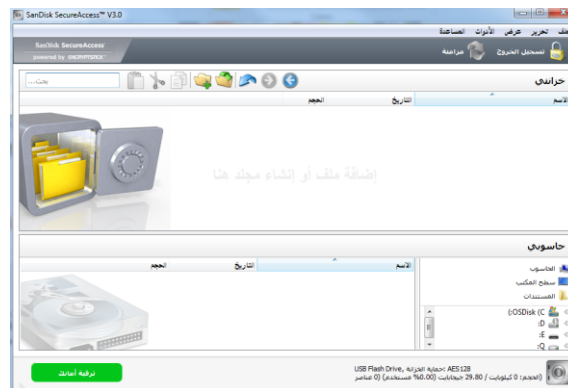 SanDisk SecureAccess™ V3.0
ملف تحرير عرض الأدوات المساعدة
SanDisk SecureAccess
powered by ENCRYPTSTICK
تسجيل الخروج مزامنة
خزانتي
بحث...
الاسم التاريخ الحجم
إضافة ملف أو إنشاء مجلد هنا
حاسوبي
الاسم التاريخ الحجم
الحاسوب
سطح المكتب
المستندات
OSDisk (C:)
D:
E:
Q:
USB Flash Drive, حماية الخزانة: AES128
(الحجم: 0 كيلوبايت / 29.80 جيجابايت (0.00% مستخدم) (0 عناصر
ترقية أمانك